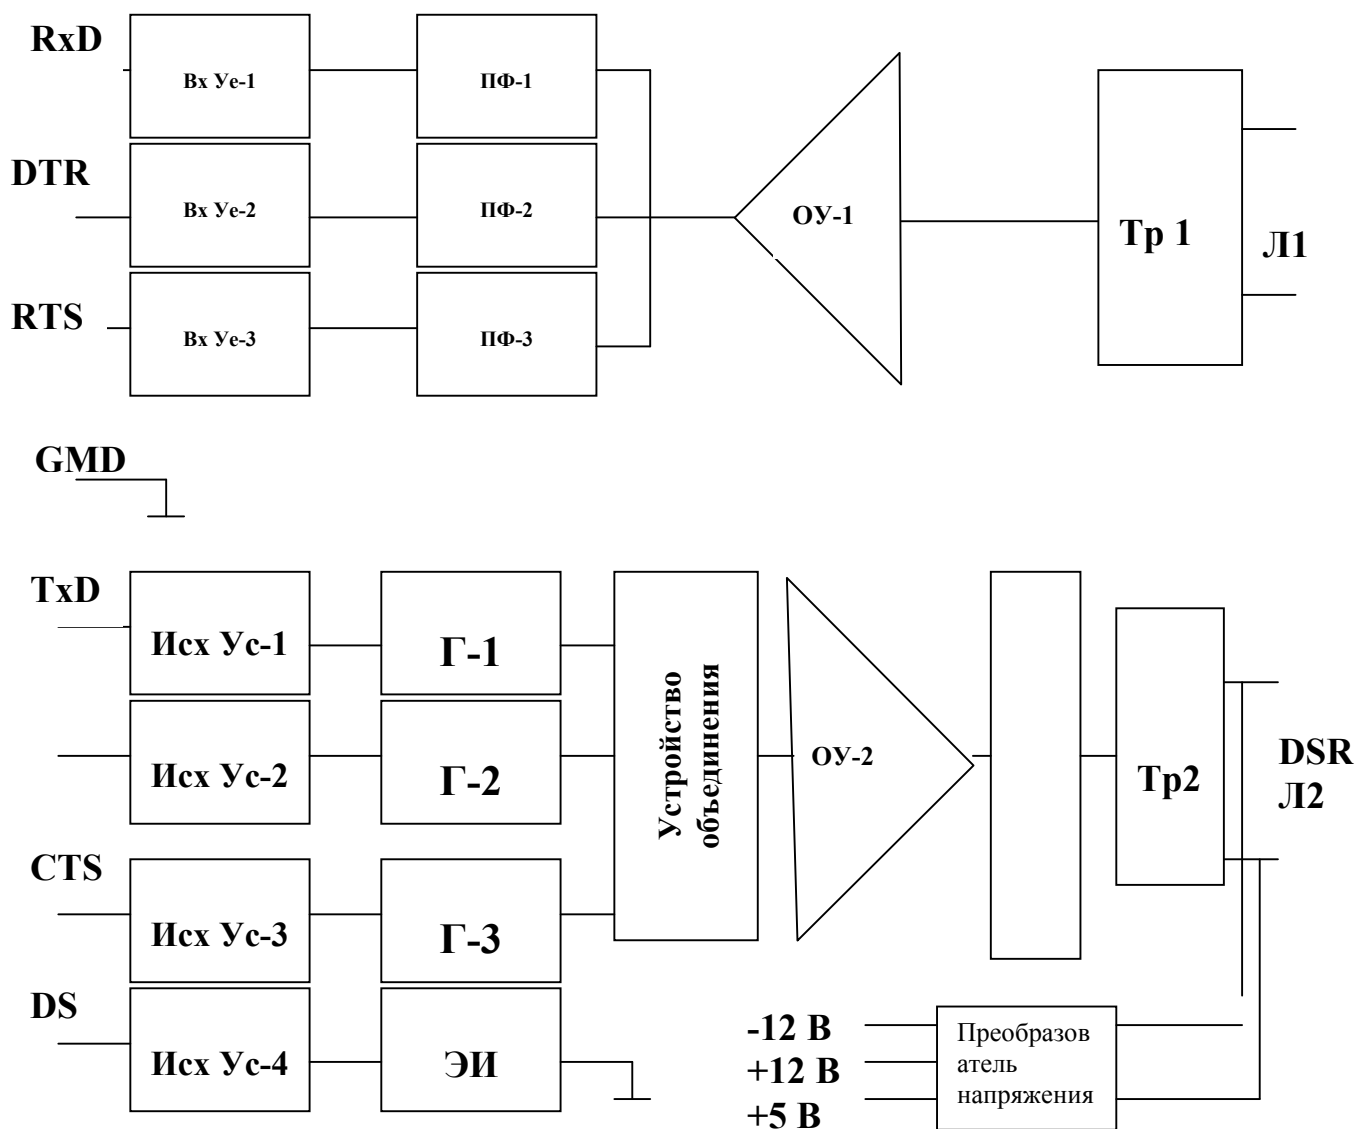 RxD
Вх Уе-1
ПФ-1
DTR
Вх Уе-2
ПФ-2
ОУ-1
Тр 1
Л1
RTS
Вх Уе-3
ПФ-3
GMD
TxD
Исх Ус-1
Г-1
Устройство
объединения
Исх Ус-2
Г-2
ОУ-2
Тр2
DSR
Л2
CTS
Исх Ус-3
Г-3
DS
Исх Ус-4
ЭИ
-12 В
+12 В
+5 В
Преобразов
атель
напряжения